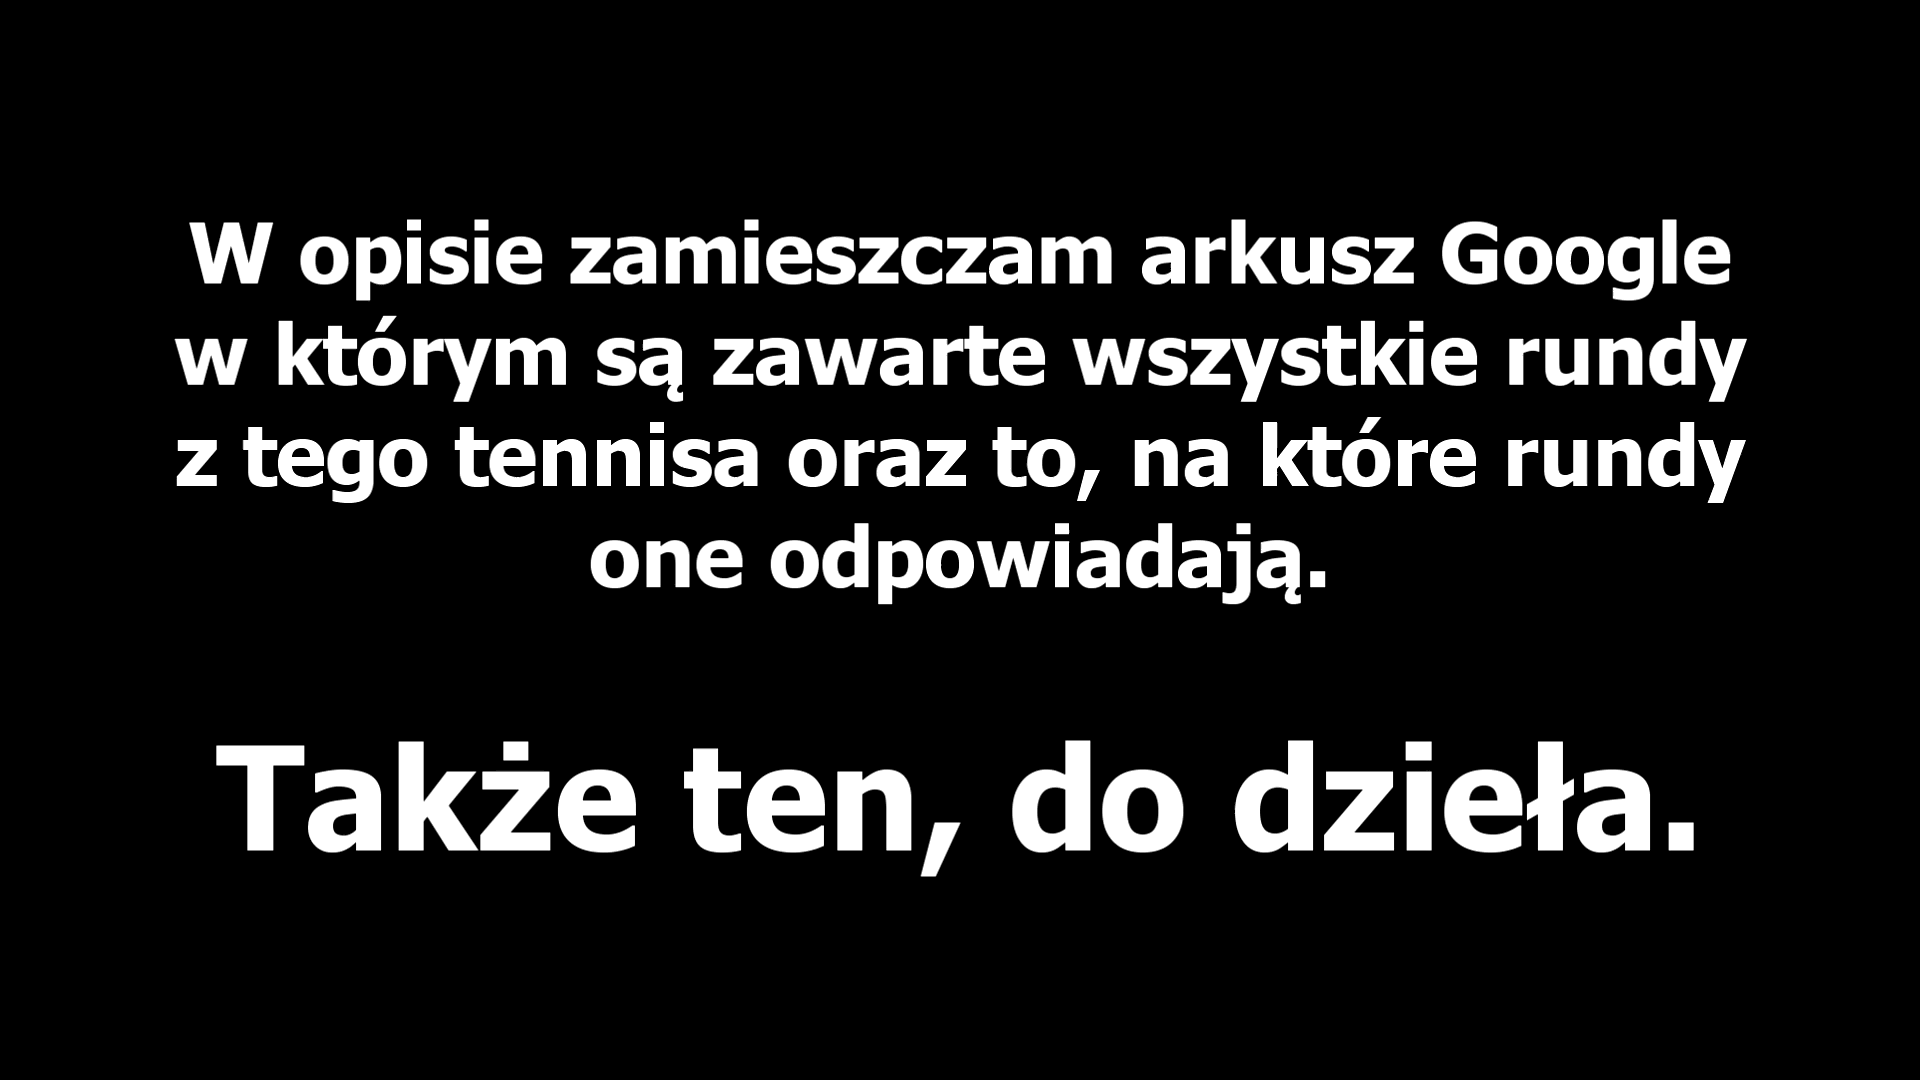 W opisie zamieszczam arkusz Google
w którym są zawarte wszystkie rundy
z tego tennisa oraz to, na które rundy
one odpowiadają.
Także ten, do dzieła.